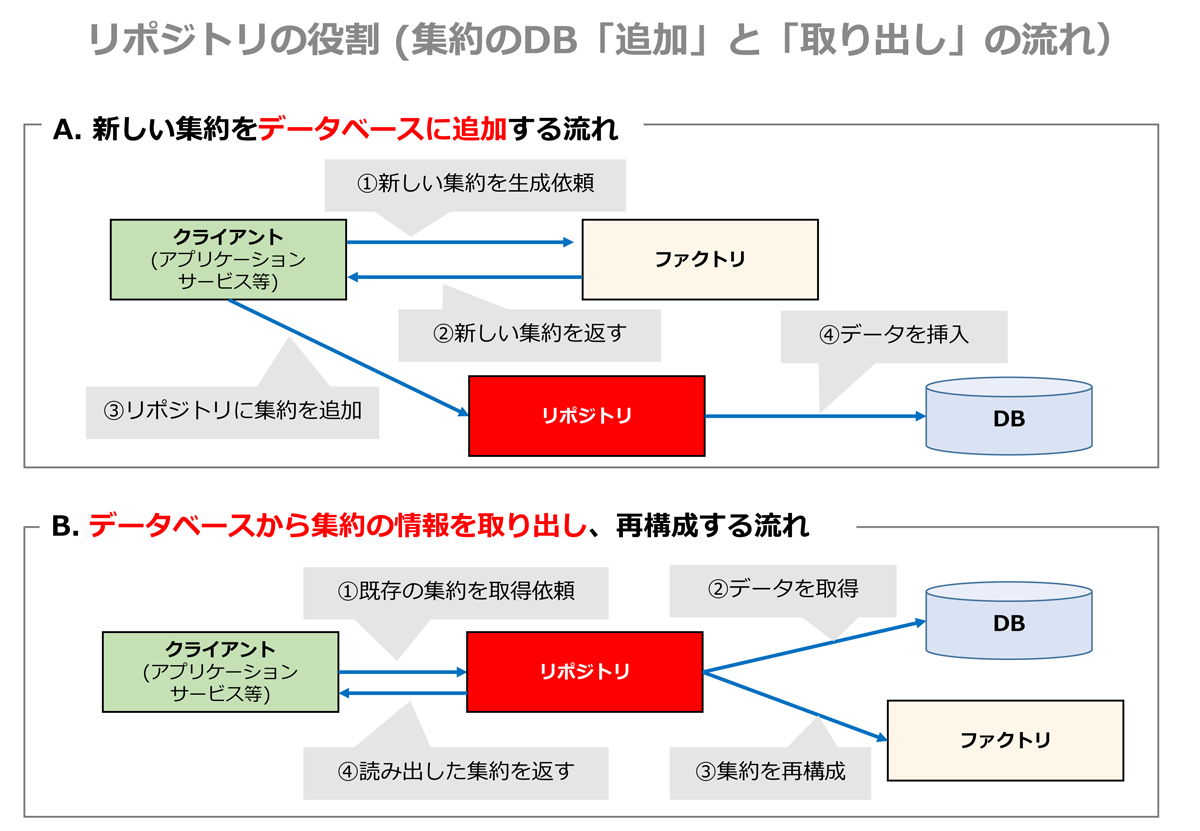 リポジトリの役割 (集約のDB「追加」と「取り出し」の流れ）
A. 新しい集約をデータベースに追加する流れ
①新しい集約を生成依頼
クライアント
(アプリケーション
サービス等)
ファクトリ
②新しい集約を返す
④データを挿入
③リポジトリに集約を追加
リポジトリ
DB
B. データベースから集約の情報を取り出し、再構成する流れ
①既存の集約を取得依頼
②データを取得
クライアント
(アプリケーション
サービス等)
リポジトリ
DB
ファクトリ
④読み出した集約を返す
③集約を再構成